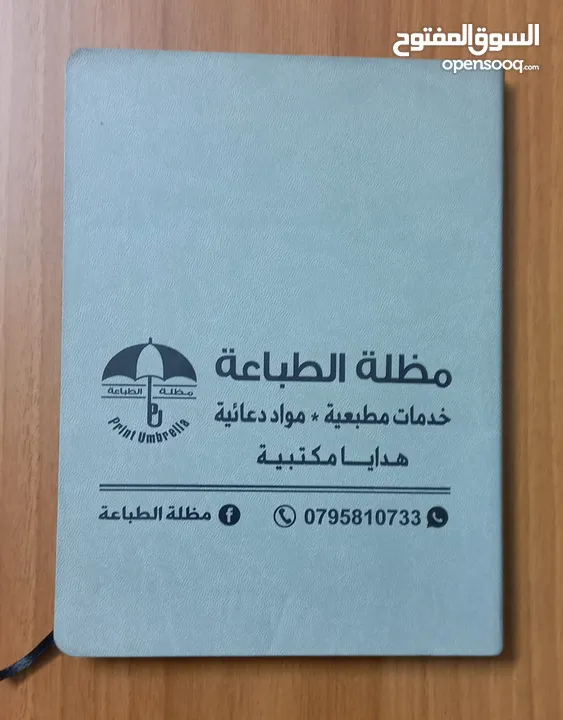 السوق المفتوح
opensooq.com
مظلة الطباعة
خدمات مطبعية * مواد دعائية
هدايا مكتبية
مظلة الطباعة
PU
Print Umbrella
0795810733
مظلة الطباعة